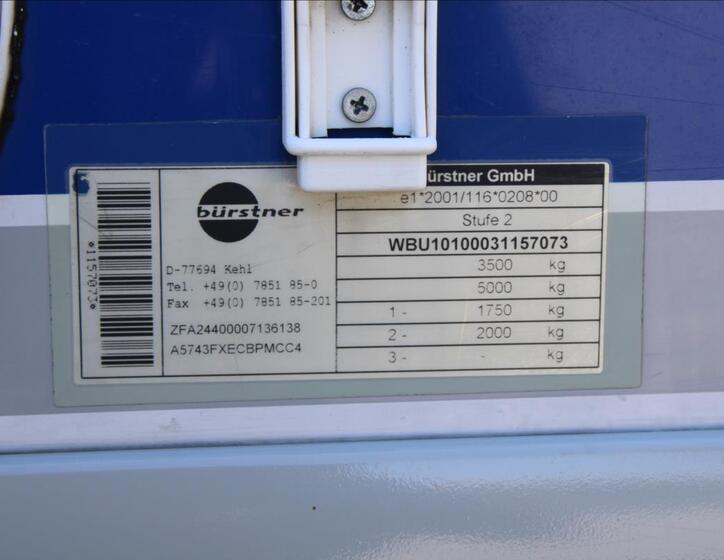 *1157073*
bürstner
D-77694 Kehl
Tel. +49(0) 7851 85-0
Fax +49(0) 7851 85-201
ZFA24400007136138
A5743FXECBPMCC4
ürstner GmbH
e1*2001/116*0208*00
Stufe 2
WBU10100031157073
3500 kg
5000 kg
1 - 1750 kg
2 - 2000 kg
3 - - kg